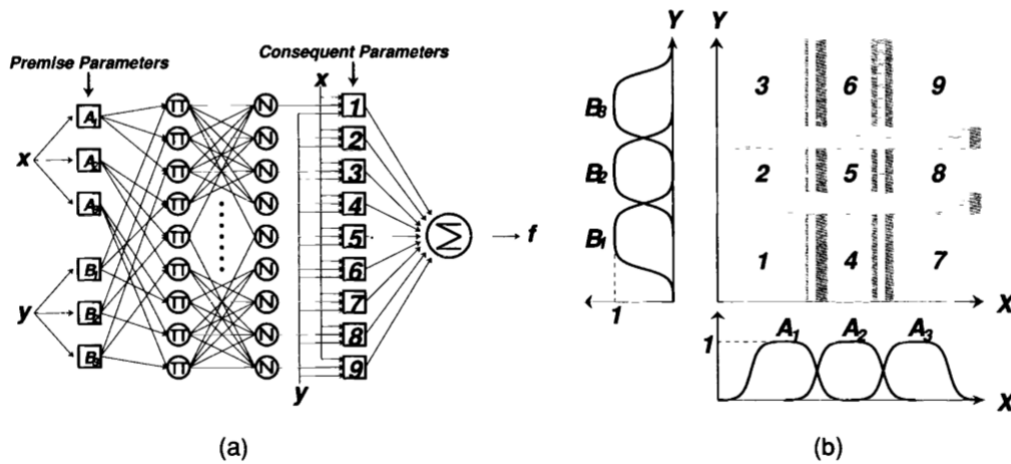 Premise Parameters
Consequent Parameters
x
A1
A2
A3
B1
B2
B3
x
y
Π
Π
Π
Π
Π
Π
Π
Π
Π
N
N
N
N
N
N
N
N
N
1
2
3
4
5
6
7
8
9
y
Σ
f
(a)
Y
B3
B2
B1
1
Y
3
6
9
2
5
8
1
4
7
X
1
A1
A2
A3
X
(b)